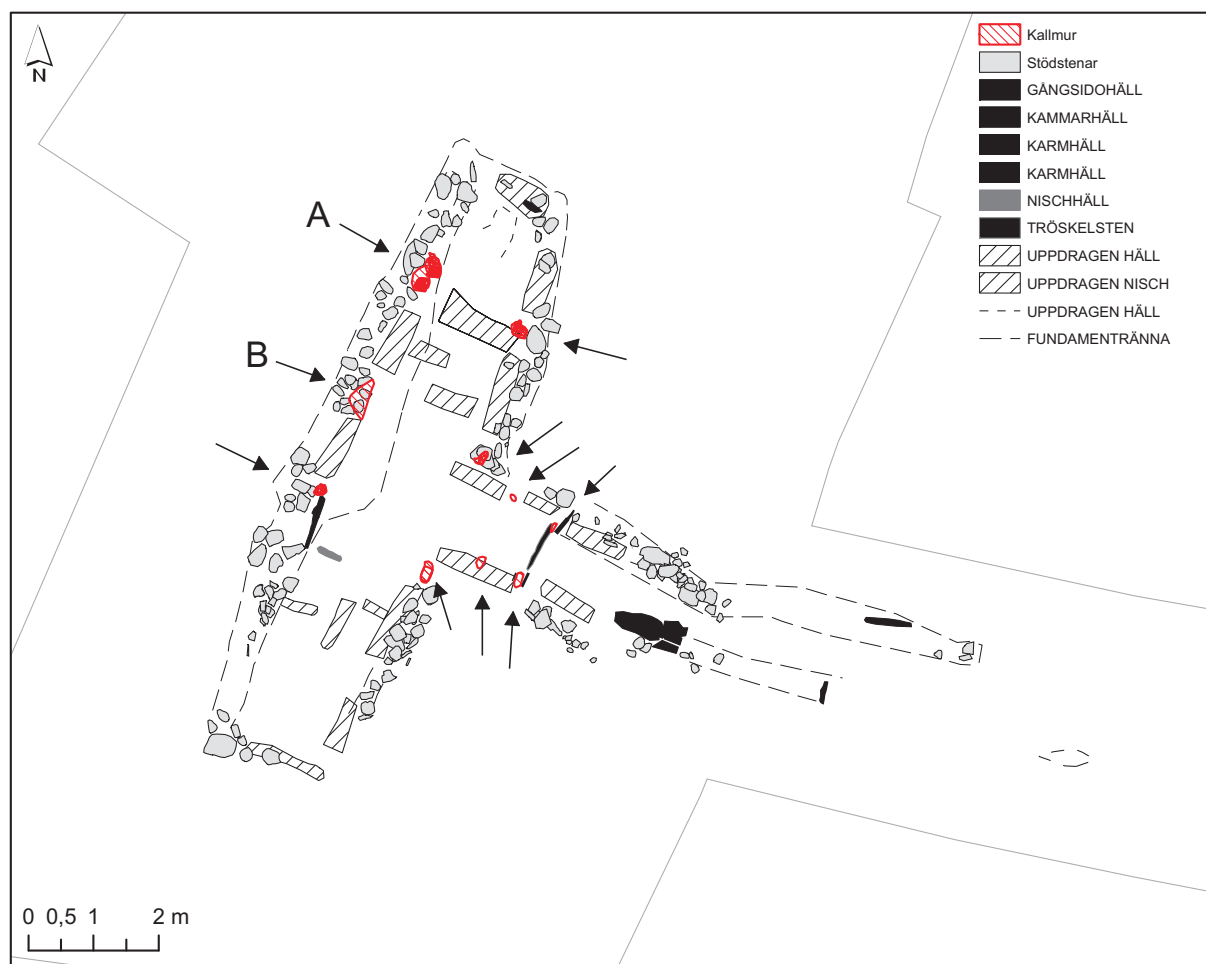 N
Kallmur
Stödstenar
GÅNGSIDOHÄLL
KAMMARHÄLL
KARMHÄLL
KARMHÄLL
NISCHHÄLL
TRÖSKELSTEN
UPPDRAGEN HÄLL
UPPDRAGEN NISCH
UPPDRAGEN HÄLL
FUNDAMENTRÄNNA
A
B
0 0,5 1 2 m